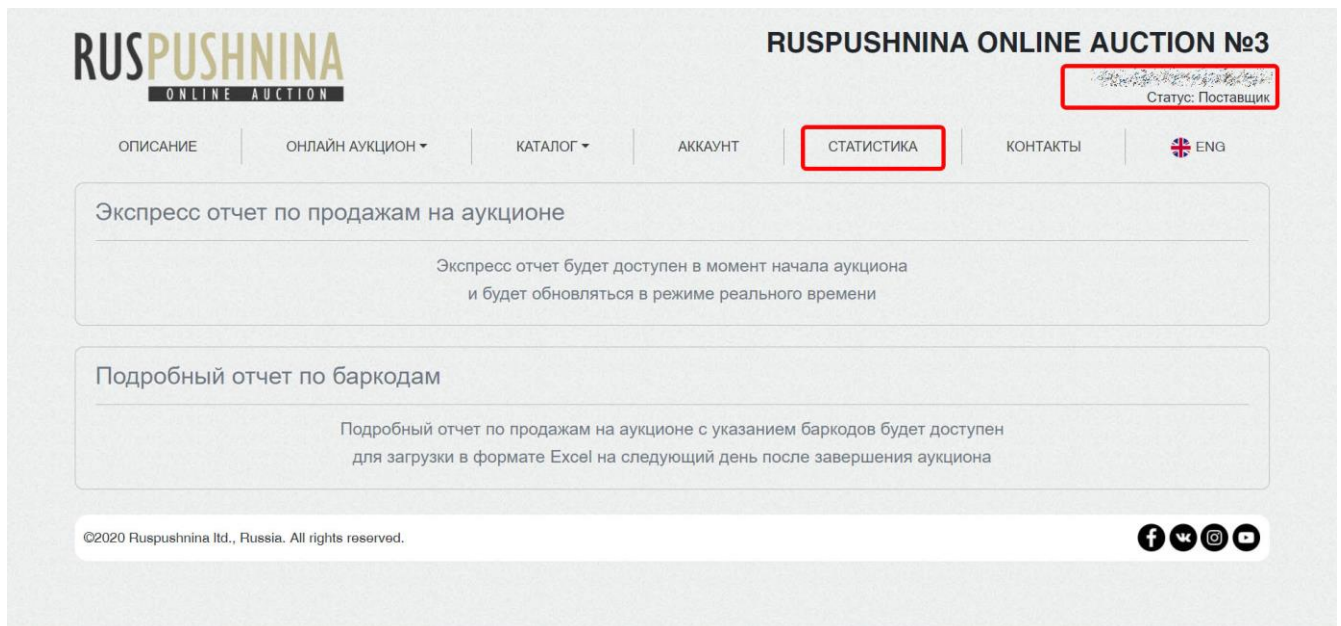 RUSPUSHNINA
ONLINE AUCTION
RUSPUSHNINA ONLINE AUCTION №3
Статус: Поставщик
ОПИСАНИЕ ОНЛАЙН АУКЦИОН КАТАЛОГ АККАУНТ СТАТИСТИКА КОНТАКТЫ ENG
Экспресс отчет по продажам на аукционе
Экспресс отчет будет доступен в момент начала аукциона
и будет обновляться в режиме реального времени
Подробный отчет по баркодам
Подробный отчет по продажам на аукционе с указанием баркодов будет доступен
для загрузки в формате Excel на следующий день после завершения аукциона
©2020 Ruspushnina ltd., Russia. All rights reserved.